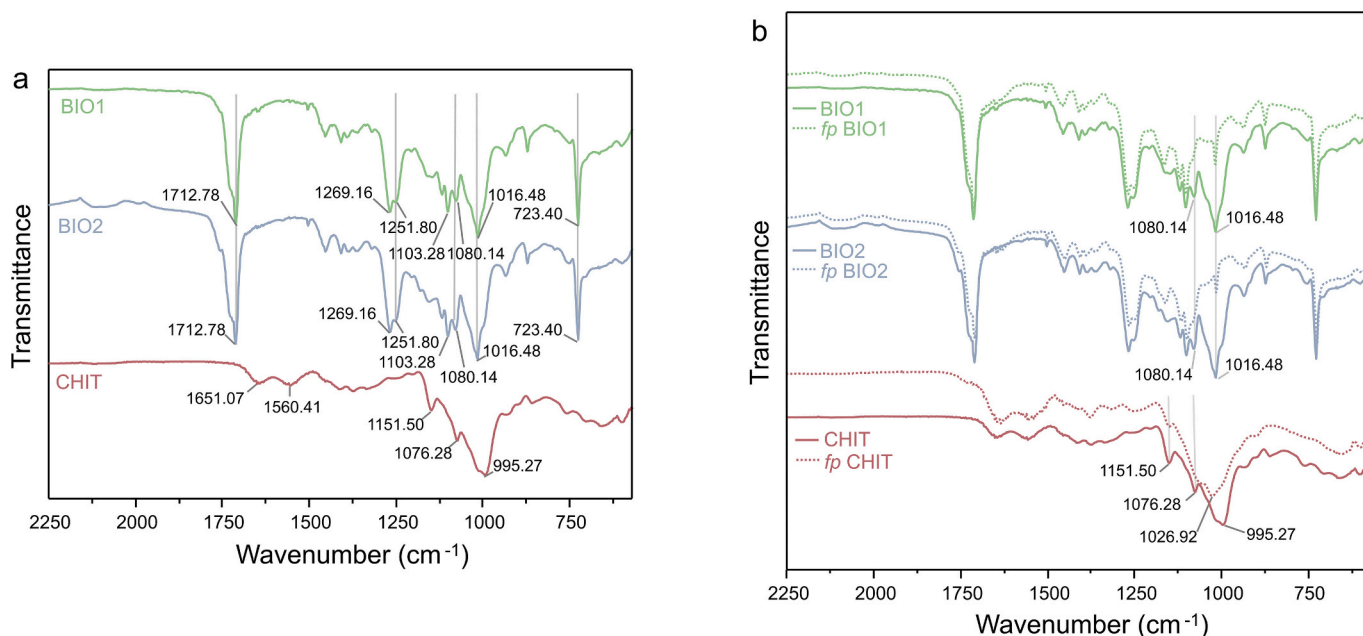 a
BIO1
1712.78
1269.16
1251.80
1103.28
1080.14
1016.48
723.40
BIO2
1712.78
1269.16
1251.80
1103.28
1080.14
1016.48
723.40
CHIT
1651.07
1560.41
1151.50
1076.28
995.27
Transmittance
2250 2000 1750 1500 1250 1000 750
Wavenumber (cm⁻¹)
b
BIO1
fp BIO1
1080.14
1016.48
BIO2
fp BIO2
1080.14
1016.48
CHIT
fp CHIT
1151.50
1076.28
1026.92
995.27
Transmittance
2250 2000 1750 1500 1250 1000 750
Wavenumber (cm⁻¹)